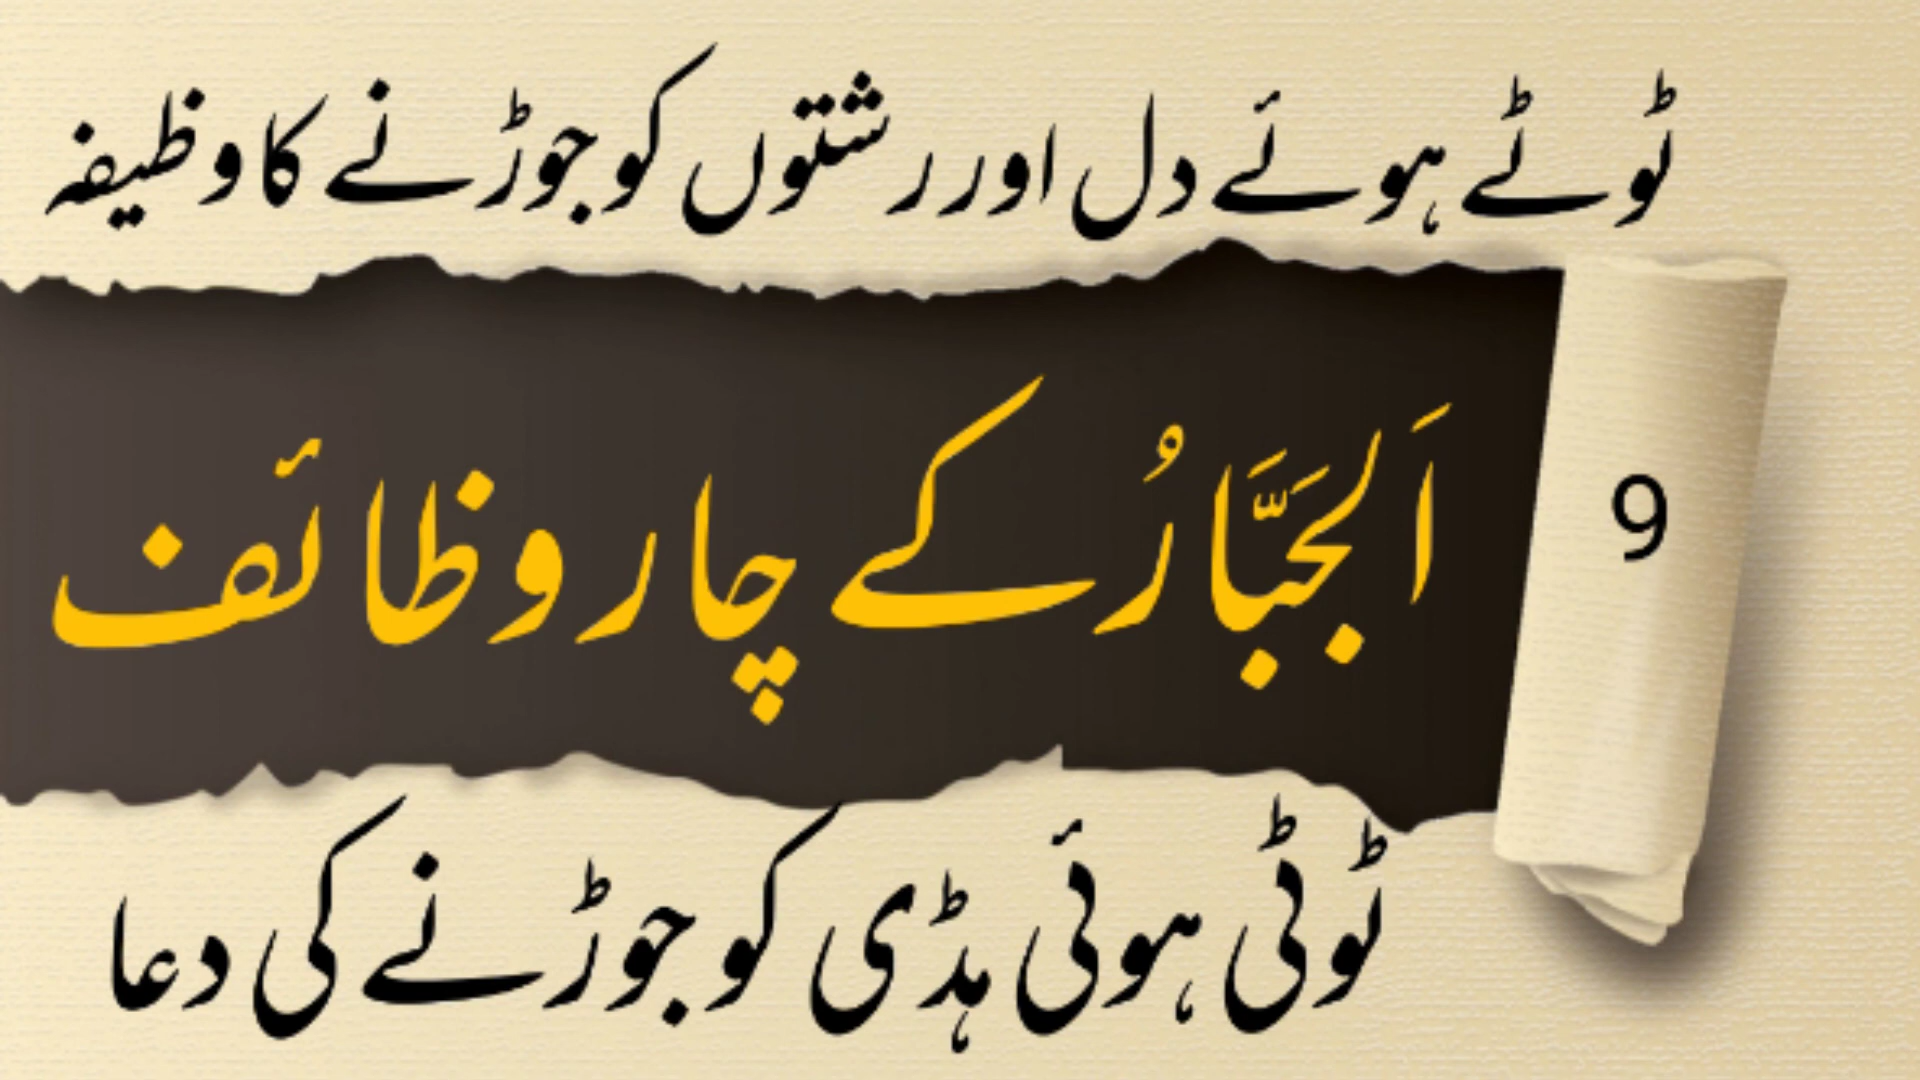 ٹوٹے ہوئے دل اور رشتوں کو جوڑنے کا وظیفہ
اَلجَبَّارُ کے چار وظائف
9
ٹوٹی ہوئی ہڈی کو جوڑنے کی دعا